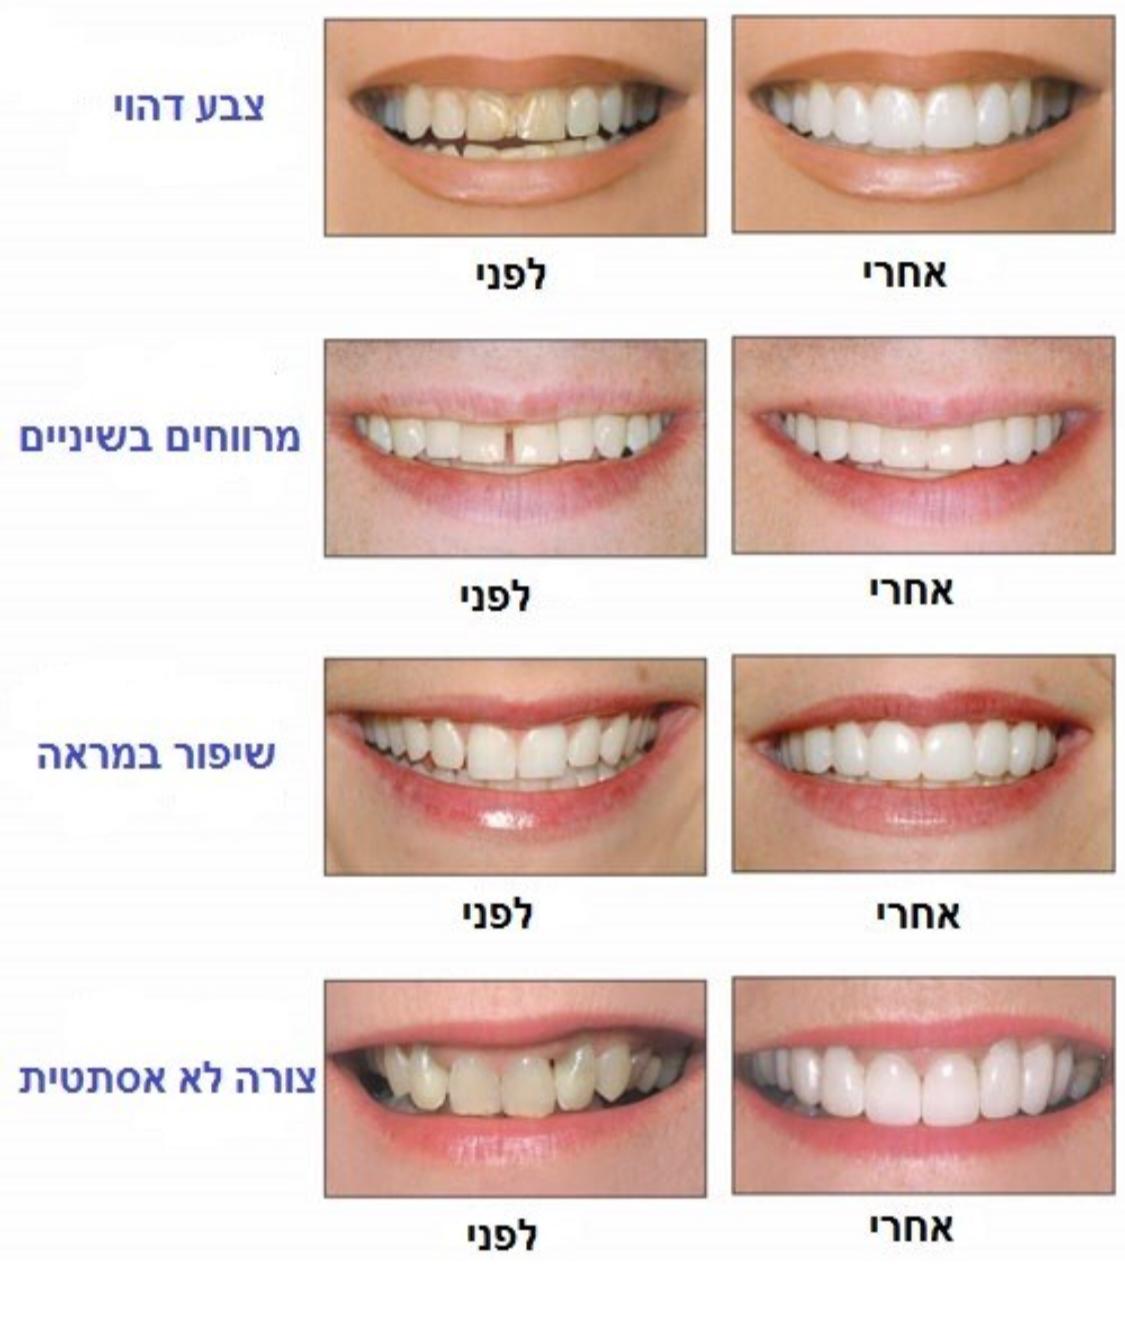 צבע דהוי
לפני
אחרי
מרווחים בשיניים
לפני
אחרי
שיפור במראה
לפני
אחרי
צורה לא אסתטית
לפני
אחרי